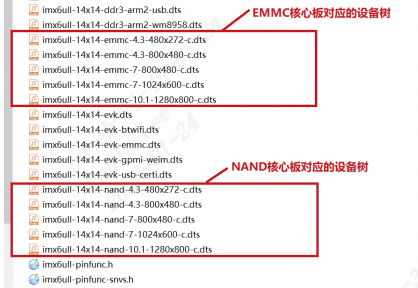 imx6ull-14x14-ddr3-arm2-usb.dts
imx6ull-14x14-ddr3-arm2-wm8958.dts
EMMC核心板对应的设备树
imx6ull-14x14-emmc-4.3-480x272-c.dts
imx6ull-14x14-emmc-4.3-800x480-c.dts
imx6ull-14x14-emmc-7-800x480-c.dts
imx6ull-14x14-emmc-7-1024x600-c.dts
imx6ull-14x14-emmc-10.1-1280x800-c.dts
imx6ull-14x14-evk.dts
imx6ull-14x14-evk-btwifi.dts
imx6ull-14x14-evk-emmc.dts
imx6ull-14x14-evk-gpmi-weim.dts
imx6ull-14x14-evk-usb-certi.dts
NAND核心板对应的设备树
imx6ull-14x14-nand-4.3-480x272-c.dts
imx6ull-14x14-nand-4.3-800x480-c.dts
imx6ull-14x14-nand-7-800x480-c.dts
imx6ull-14x14-nand-7-1024x600-c.dts
imx6ull-14x14-nand-10.1-1280x800-c.dts
imx6ull-pinfunc.h
imx6ull-pinfunc-snvs.h